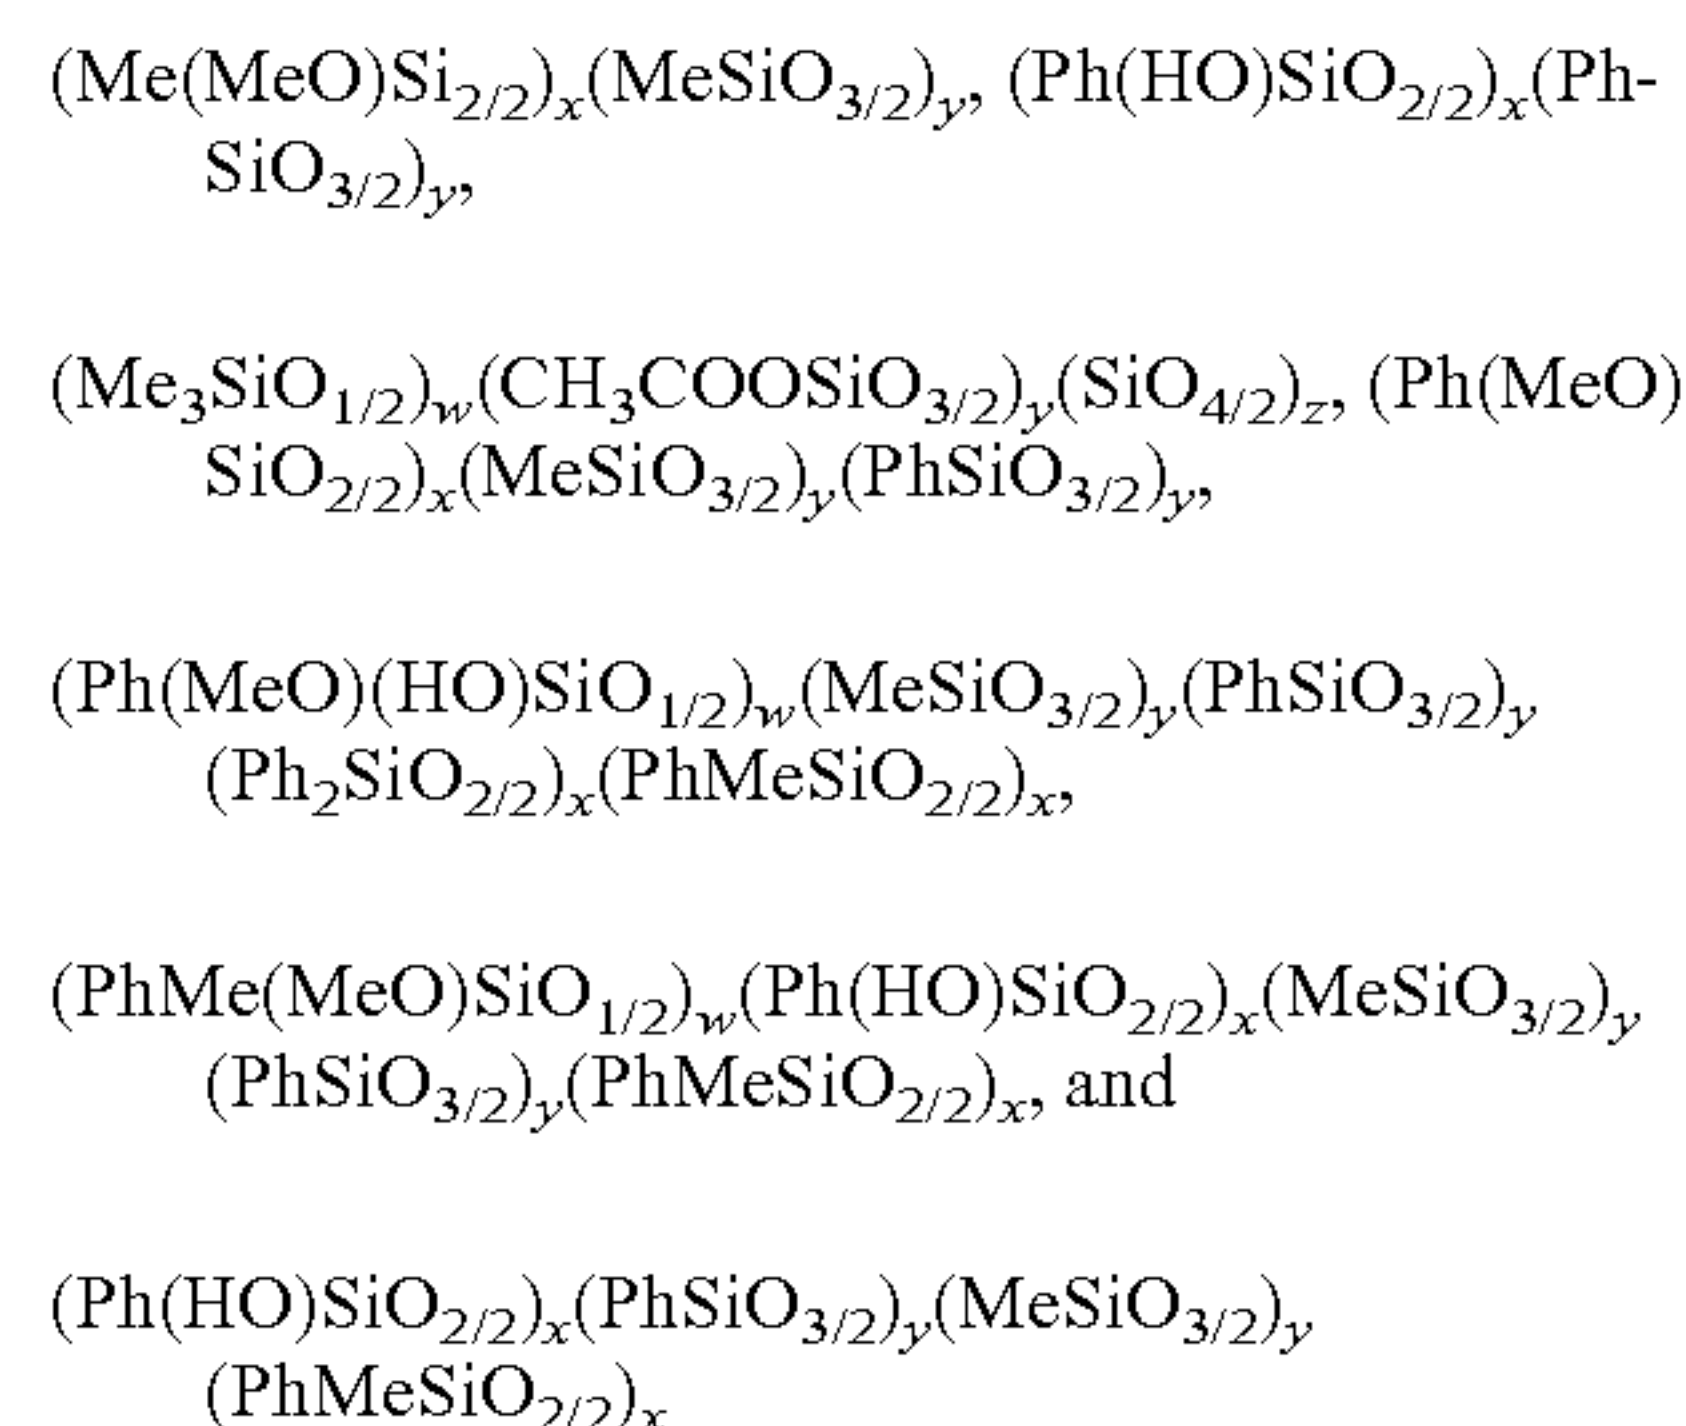 (Me(MeO)Si₂/₂)ₓ(MeSiO₃/₂)y, (Ph(HO)SiO₂/₂)ₓ(Ph-
SiO₃/₂)y,
(Me₃SiO₁/₂)w(CH₃COOSiO₃/₂)y(SiO₄/₂)z, (Ph(MeO)
SiO₂/₂)ₓ(MeSiO₃/₂)y(PhSiO₃/₂)y,
(Ph(MeO)(HO)SiO₁/₂)w(MeSiO₃/₂)y(PhSiO₃/₂)y
(Ph₂SiO₂/₂)ₓ(PhMeSiO₂/₂)ₓ,
(PhMe(MeO)SiO₁/₂)w(Ph(HO)SiO₂/₂)ₓ(MeSiO₃/₂)y
(PhSiO₃/₂)y(PhMeSiO₂/₂)ₓ, and
(Ph(HO)SiO₂/₂)ₓ(PhSiO₃/₂)y(MeSiO₃/₂)y
(PhMeSiO₂/₂)ₓ